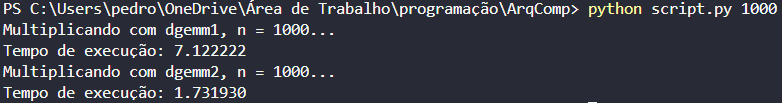 PS C:\Users\pedro\OneDrive\Área de Trabalho\programação\ArqComp> python script.py 1000
Multiplicando com dgemm1, n = 1000...
Tempo de execução: 7.122222
Multiplicando com dgemm2, n = 1000...
Tempo de execução: 1.731930